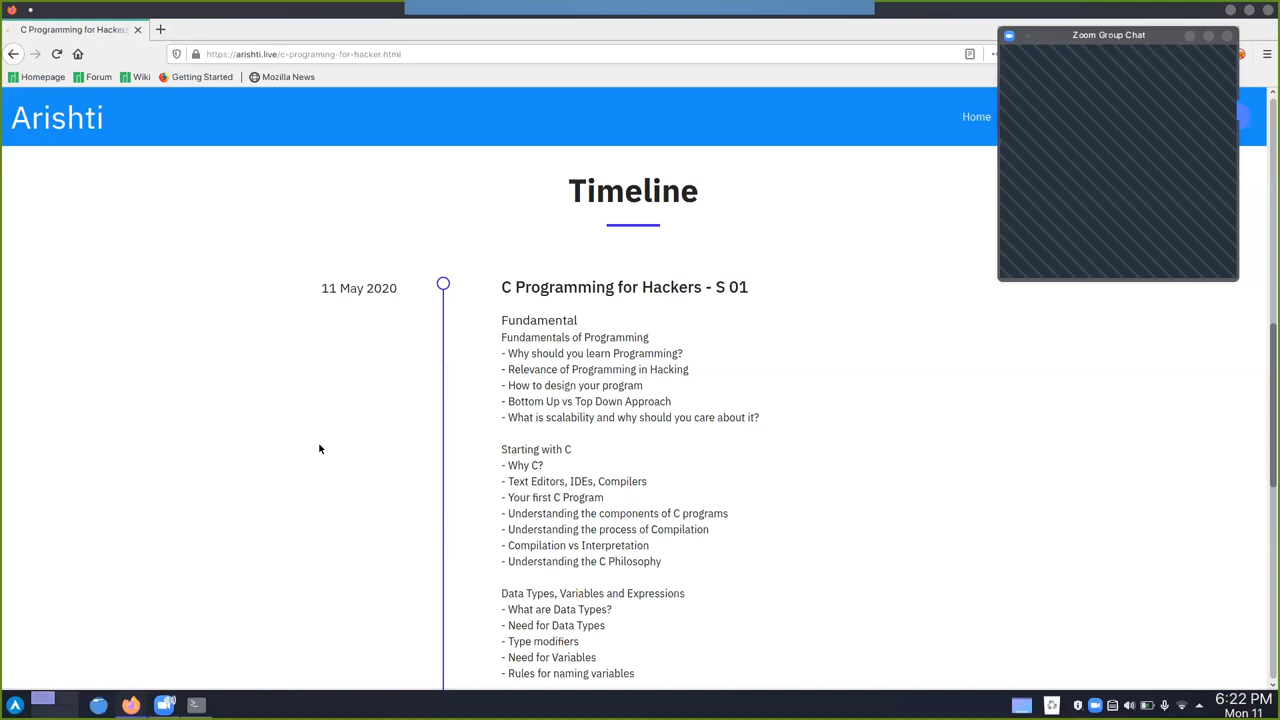 C Programming for Hacker
https://arishti.live/c-programing-for-hacker.html
Homepage
Forum
Wiki
Getting Started
Mozilla News
Zoom Group Chat
Arishti
Home
Timeline
11 May 2020
C Programming for Hackers - S 01
Fundamental
Fundamentals of Programming
- Why should you learn Programming?
- Relevance of Programming in Hacking
- How to design your program
- Bottom Up vs Top Down Approach
- What is scalability and why should you care about it?
Starting with C
- Why C?
- Text Editors, IDEs, Compilers
- Your first C Program
- Understanding the components of C programs
- Understanding the process of Compilation
- Compilation vs Interpretation
- Understanding the C Philosophy
Data Types, Variables and Expressions
- What are Data Types?
- Need for Data Types
- Type modifiers
- Need for Variables
- Rules for naming variables
6:22 PM
Mon 11